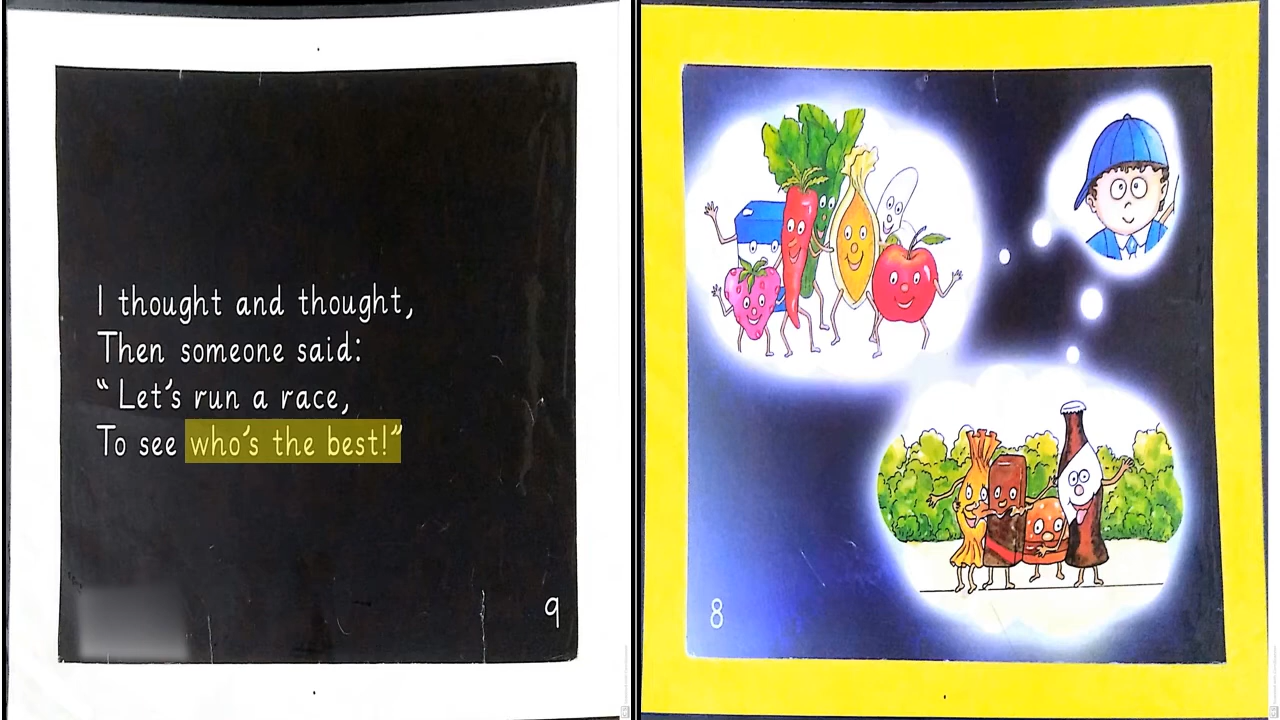 I thought and thought,
Then someone said:
“Let’s run a race,
To see who’s the best!”
9
8